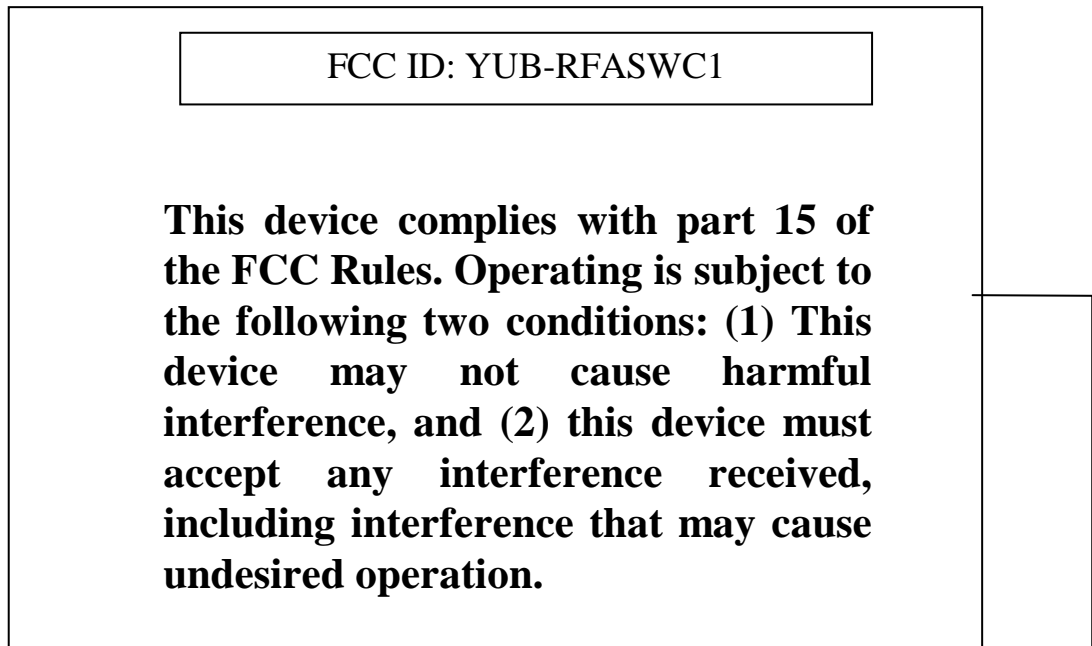 FCC ID: YUB-RFASWC1
This device complies with part 15 of
the FCC Rules. Operating is subject to
the following two conditions: (1) This
device may not cause harmful
interference, and (2) this device must
accept any interference received,
including interference that may cause
undesired operation.